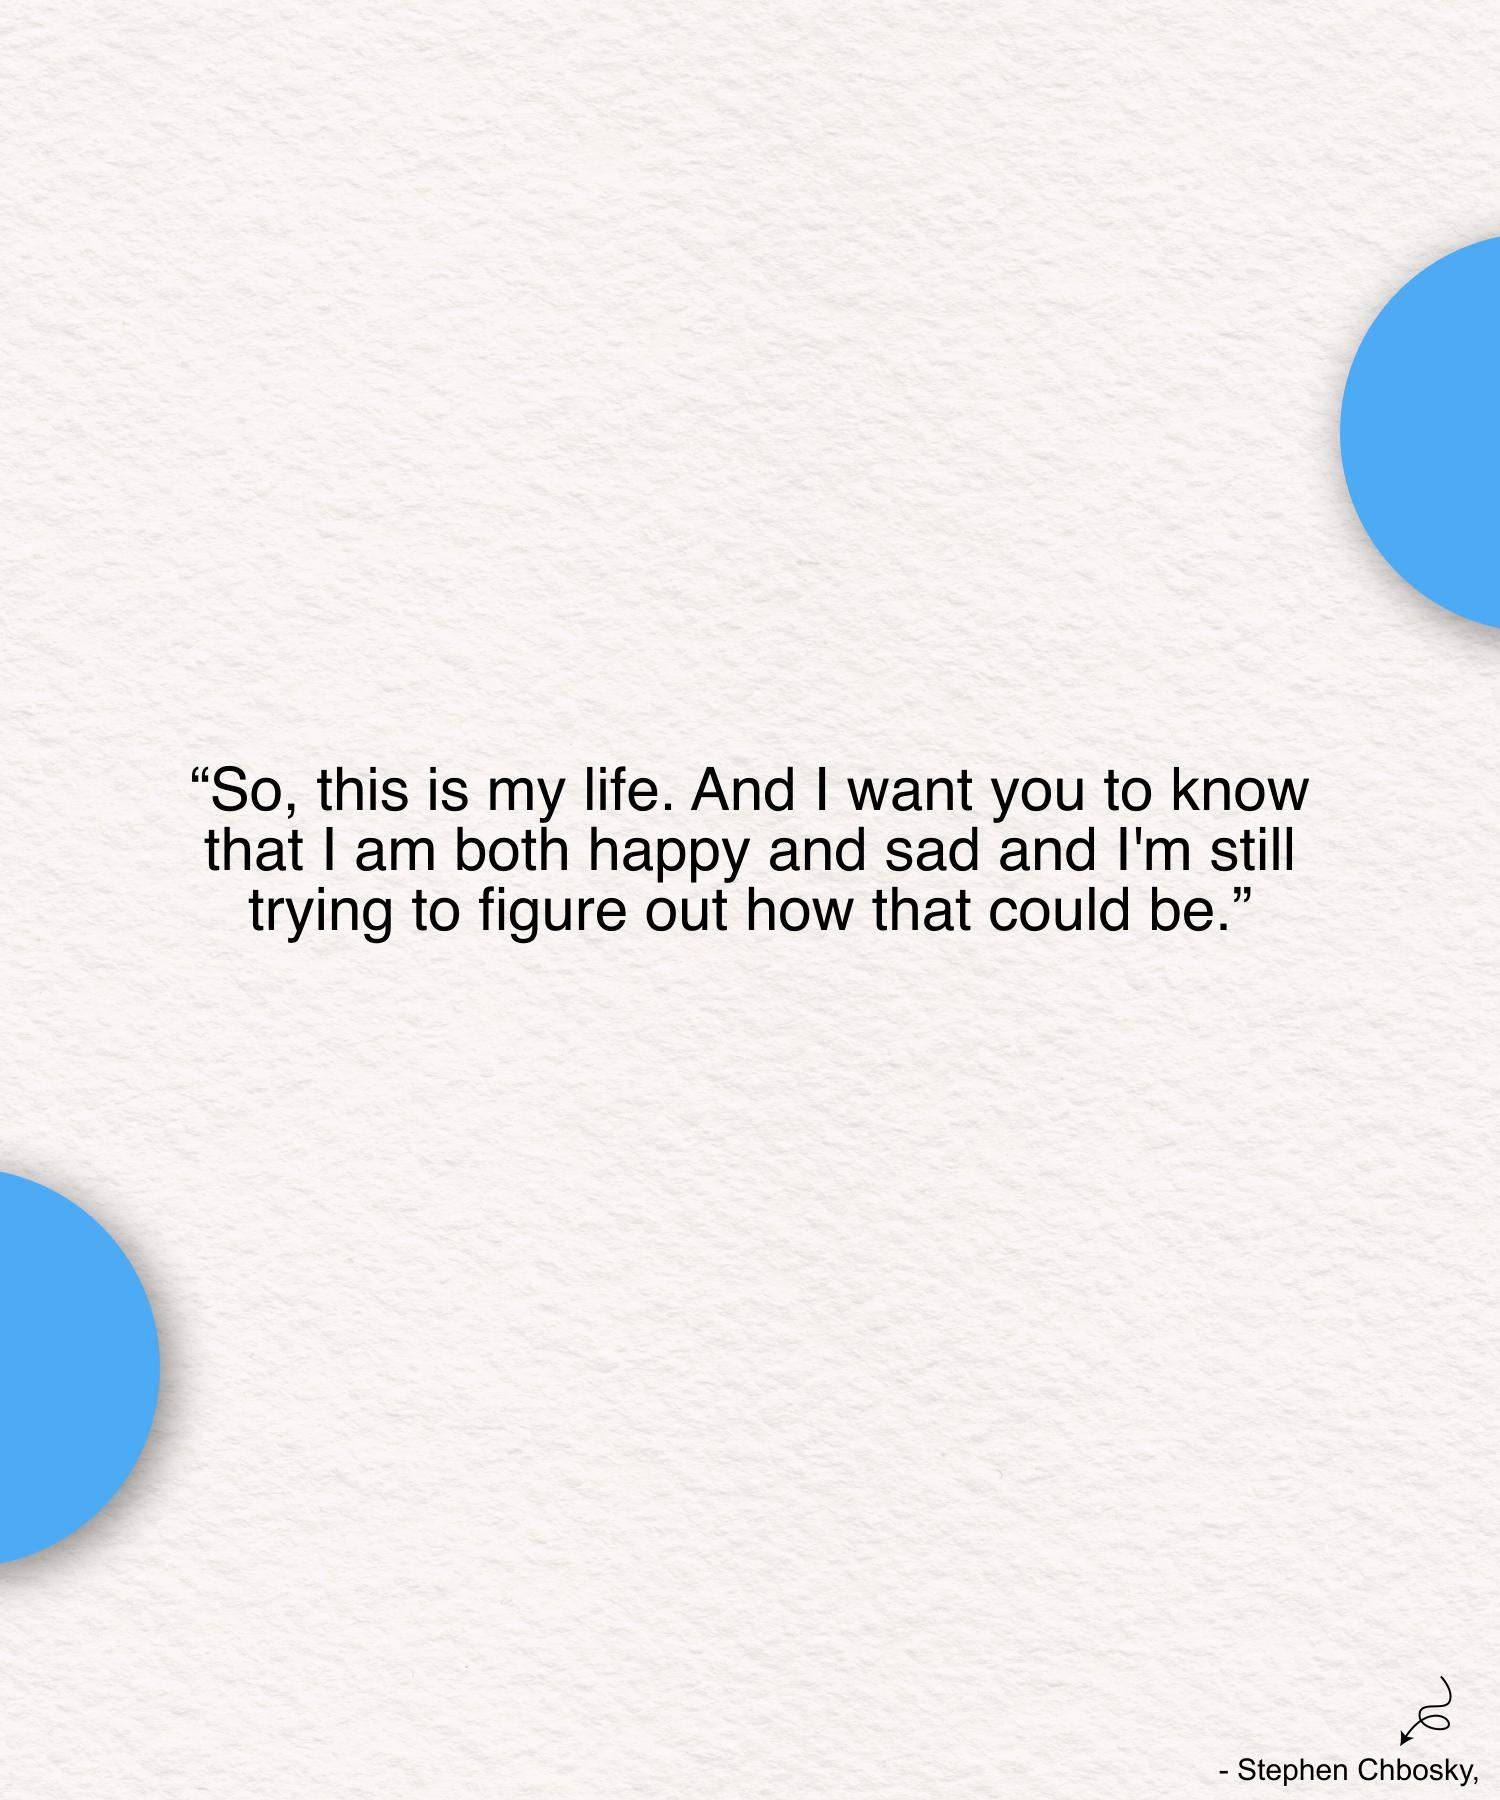 “So, this is my life. And I want you to know
that I am both happy and sad and I'm still
trying to figure out how that could be.”
- Stephen Chbosky,